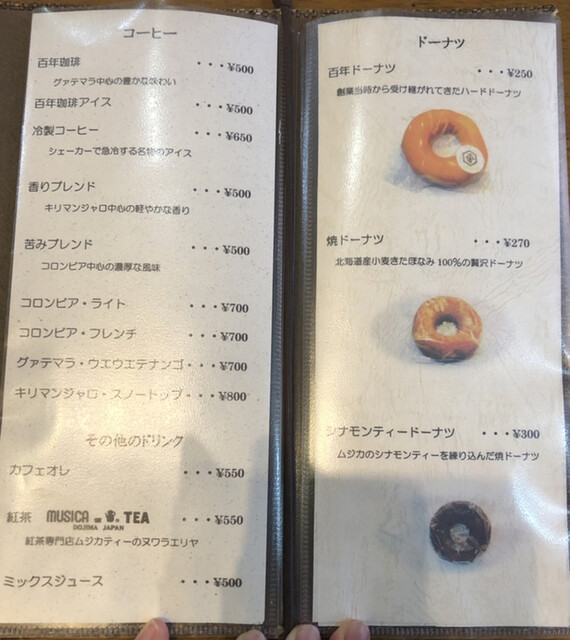 コーヒー
百年珈琲 ・・・¥500
グァテマラ中心の豊かな味わい
百年珈琲アイス ・・・¥500
冷製コーヒー ・・・¥650
シェーカーで急冷する名物のアイス
香りブレンド ・・・¥500
キリマンジャロ中心の軽やかな香り
苦みブレンド ・・・¥500
コロンビア中心の濃厚な風味
コロンビア・ライト ・・・¥700
コロンビア・フレンチ ・・・¥700
グァテマラ・ウエウエテナンゴ・・・¥700
キリマンジャロ・スノートップ・・・¥800
その他のドリンク
カフェオレ ・・・¥550
紅茶 MUSICA TEA ・・・¥550
DOJIMA JAPAN
紅茶専門店ムジカティーのヌワラエリヤ
ミックスジュース ・・・¥500
ドーナツ
百年ドーナツ ・・・¥250
創業当時から受け継がれてきたハードドーナツ
焼ドーナツ ・・・¥270
北海道産小麦きたほなみ100%の贅沢ドーナツ
シナモンティードーナツ ・・・¥300
ムジカのシナモンティーを練り込んだ焼ドーナツ